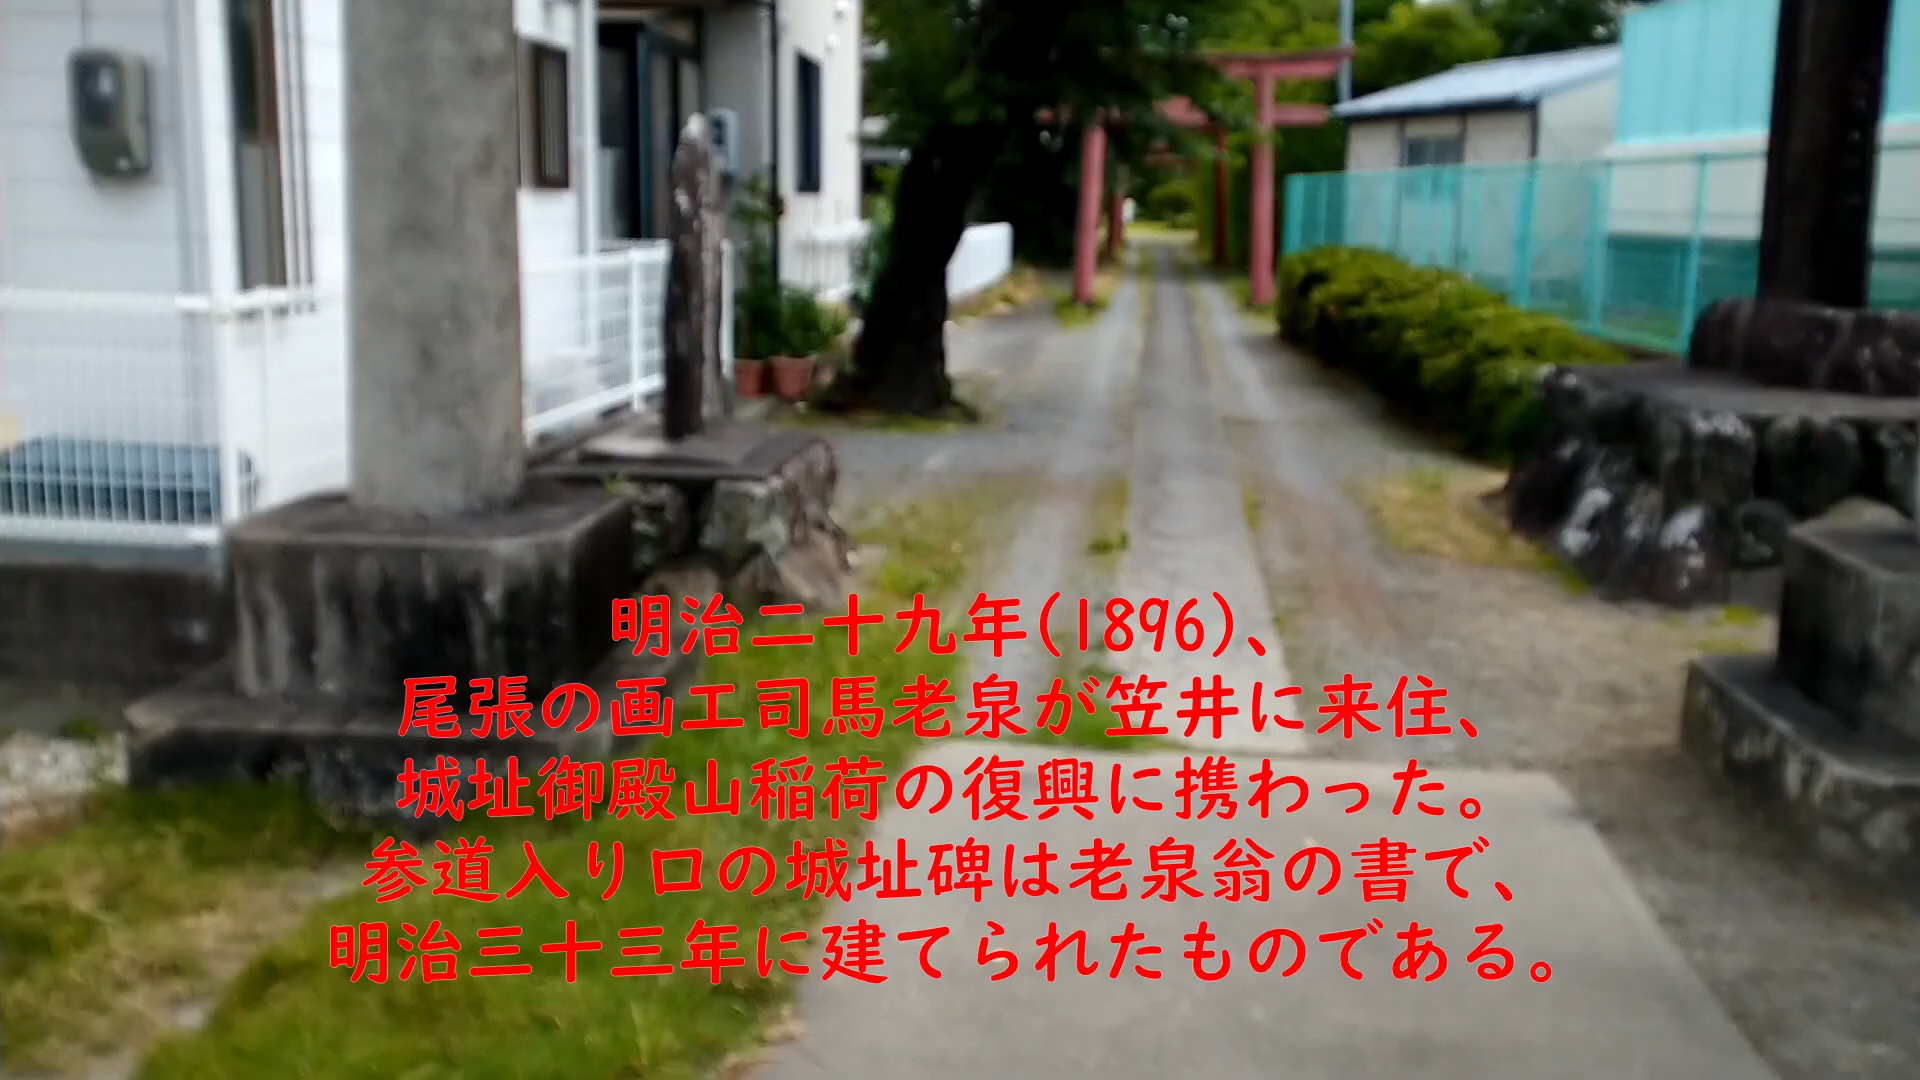 明治二十九年(1896)、
尾張の画工司馬老泉が笠井に来住、
城址御殿山稲荷の復興に携わった。
参道入り口の城址碑は老泉翁の書で、
明治三十三年に建てられたものである。